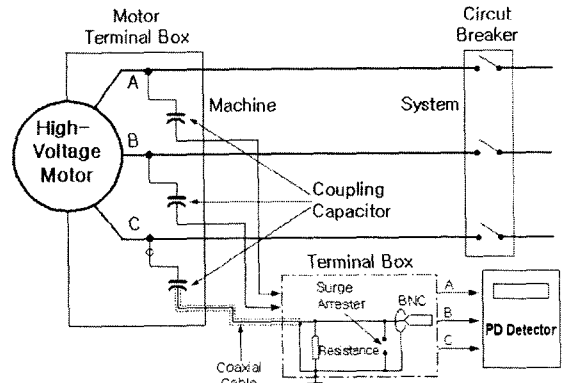 Motor
Terminal Box
Circut
Breaker
A
Machine
System
High-
Voltage
Motor
B
Coupling
Capacitor
C
C
Terminal Box
Surge
Arrester
BNC
A
B
C
PD Detector
Resistance
Coaxial
Cable